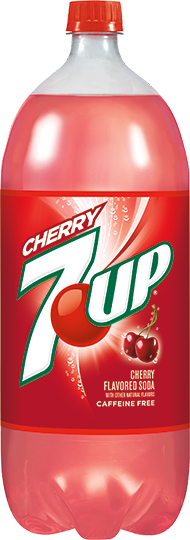 CHERRY
7UP®
CHERRY
FLAVORED SODA
WITH OTHER NATURAL FLAVORS
CAFFEINE FREE